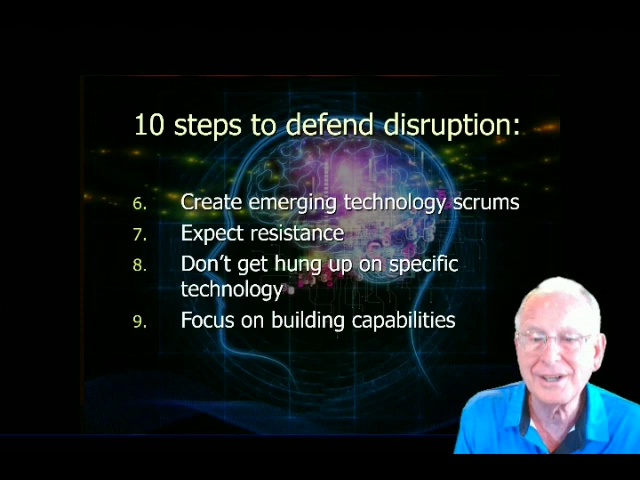 10 steps to defend disruption:
6. Create emerging technology scrums
7. Expect resistance
8. Don't get hung up on specific
technology
9. Focus on building capabilities